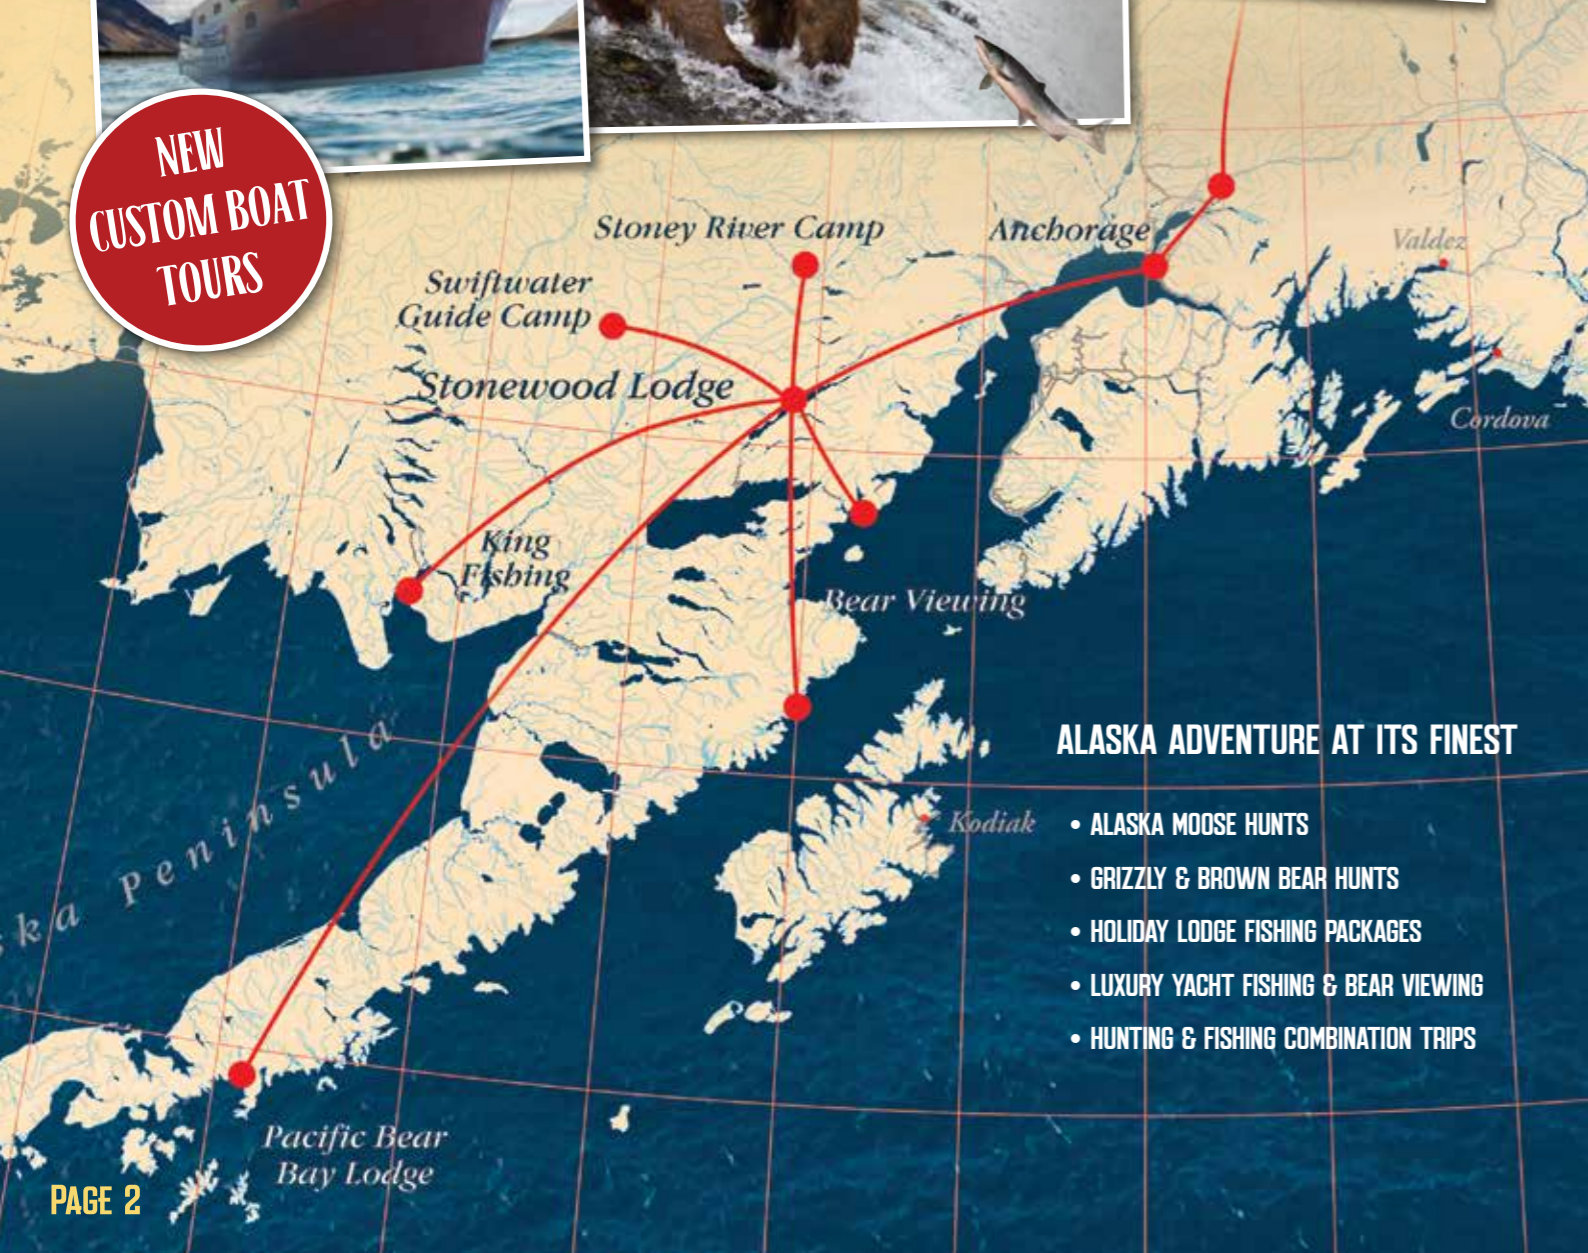 NEW
CUSTOM BOAT
TOURS
Stoney River Camp
Anchorage
Valdez
Swiftwater
Guide Camp
Stonewood Lodge
Cordova
King
Fishing
Bear Viewing
ska Peninsula
Kodiak
ALASKA ADVENTURE AT ITS FINEST
• ALASKA MOOSE HUNTS
• GRIZZLY & BROWN BEAR HUNTS
• HOLIDAY LODGE FISHING PACKAGES
• LUXURY YACHT FISHING & BEAR VIEWING
• HUNTING & FISHING COMBINATION TRIPS
Pacific Bear
Bay Lodge
PAGE 2